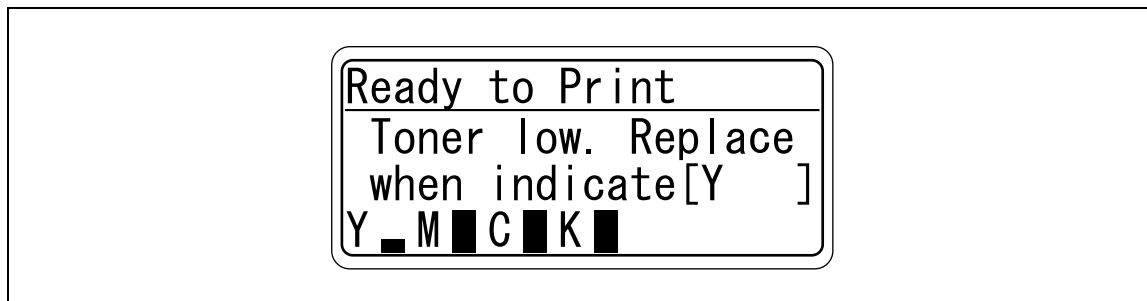 Ready to Print
Toner low. Replace
when indicate[Y   ]
Y M C K